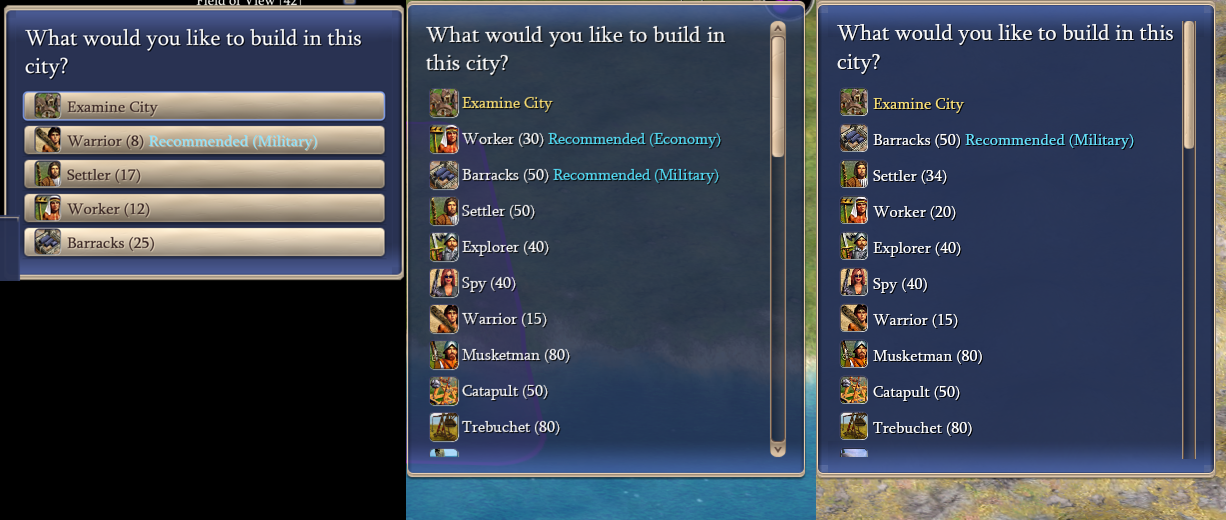 Field of View [42]
What would you like to build in this
city?
Examine City
Warrior (8) Recommended (Military)
Settler (17)
Worker (12)
Barracks (25)
What would you like to build in
this city?
Examine City
Worker (30) Recommended (Economy)
Barracks (50) Recommended (Military)
Settler (50)
Explorer (40)
Spy (40)
Warrior (15)
Musketman (80)
Catapult (50)
Trebuchet (80)
What would you like to build in this
city?
Examine City
Barracks (50) Recommended (Military)
Settler (34)
Worker (20)
Explorer (40)
Spy (40)
Warrior (15)
Musketman (80)
Catapult (50)
Trebuchet (80)